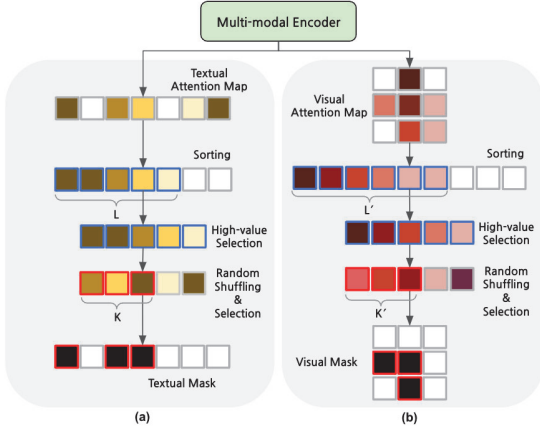 Multi-modal Encoder
Textual
Attention Map
Sorting
L
High-value
Selection
Random
Shuffling
&
Selection
K
Textual Mask
(a)
Visual
Attention Map
Sorting
L´
High-value
Selection
Random
Shuffling
&
Selection
K´
Visual Mask
(b)